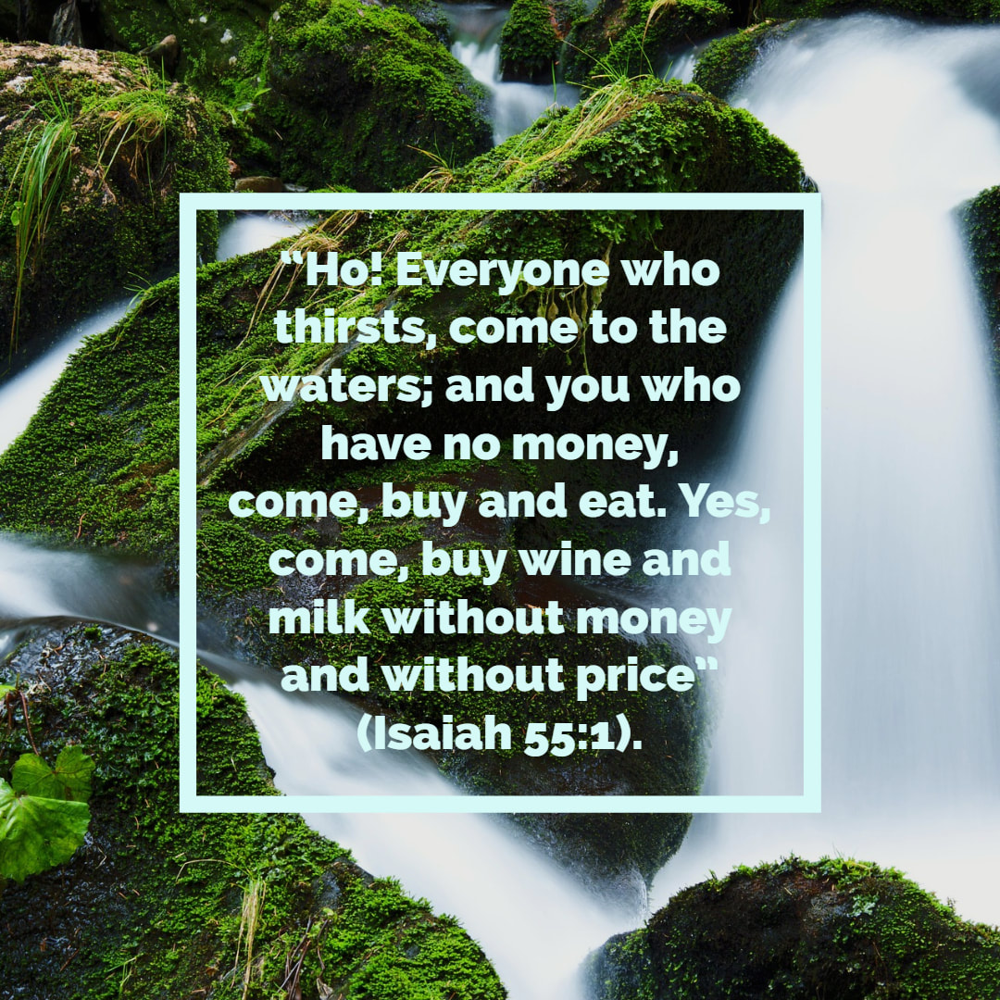 “Ho! Everyone who
thirsts, come to the
waters; and you who
have no money,
come, buy and eat. Yes,
come, buy wine and
milk without money
and without price”
(Isaiah 55:1).